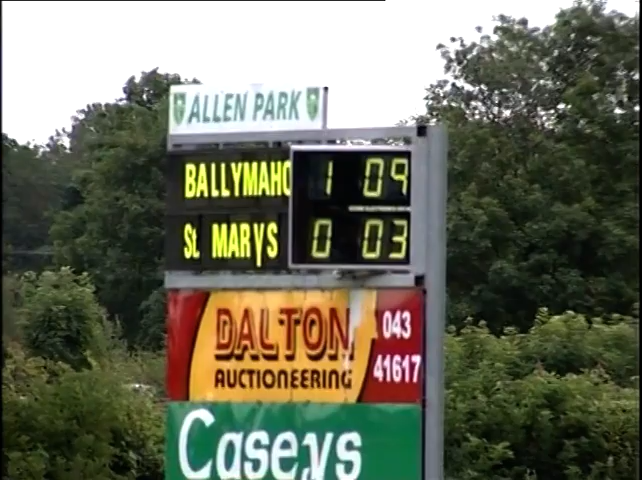 ALLEN PARK
BALLYMAHO 1 09
St. MARYS 0 03
DALTON 043
AUCTIONEERING 41617
Caseys